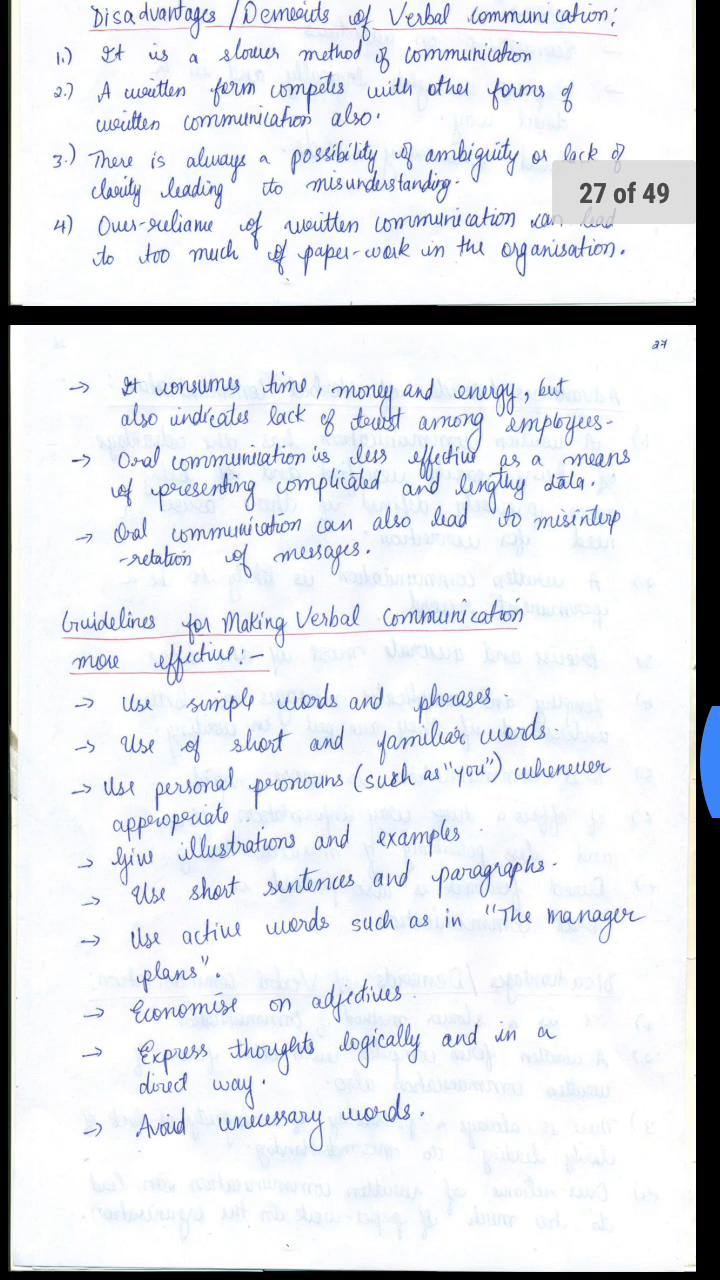 Disadvantages / Demerits of Verbal communication:
1.) It is a slower method of communication
2.) A written form competes with other forms of
written communication also.
3.) There is always a possibility of ambiguity or lack of
clarity leading to misunderstanding.
27 of 49
4) Over-reliance of written communication can lead
to too much of paper-work in the organisation.
27
→ It consumes time, money and energy, but
also indicates lack of trust among employees-
→ Oral communication is less effective as a means
of presenting complicated and lengthy data.
→ Oral communication can also lead to misinterp
-retation of messages.
Guidelines for Making Verbal Communication
more effective:-
→ Use simple words and phrases.
→ Use of short and familiar words.
→ Use personal pronouns (such as "you") whenever
appropriate
→ Give illustrations and examples
→ Use short sentences and paragraphs.
→ Use active words such as in "The manager
plans".
→ Economise on adjectives
→ Express thoughts logically and in a
direct way.
→ Avoid unecessary words.